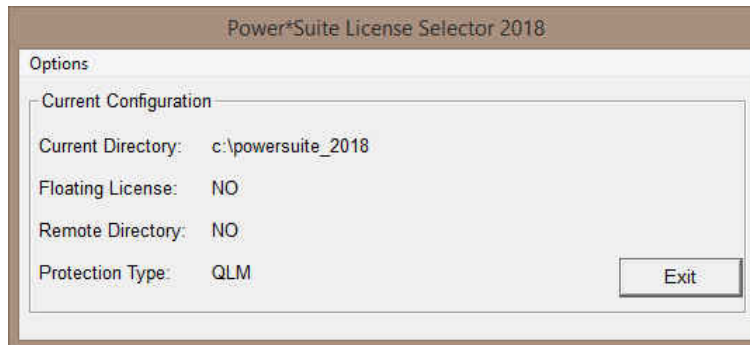 Power*Suite License Selector 2018
Options
Current Configuration
Current Directory: c:\powersuite_2018
Floating License: NO
Remote Directory: NO
Protection Type: QLM
Exit